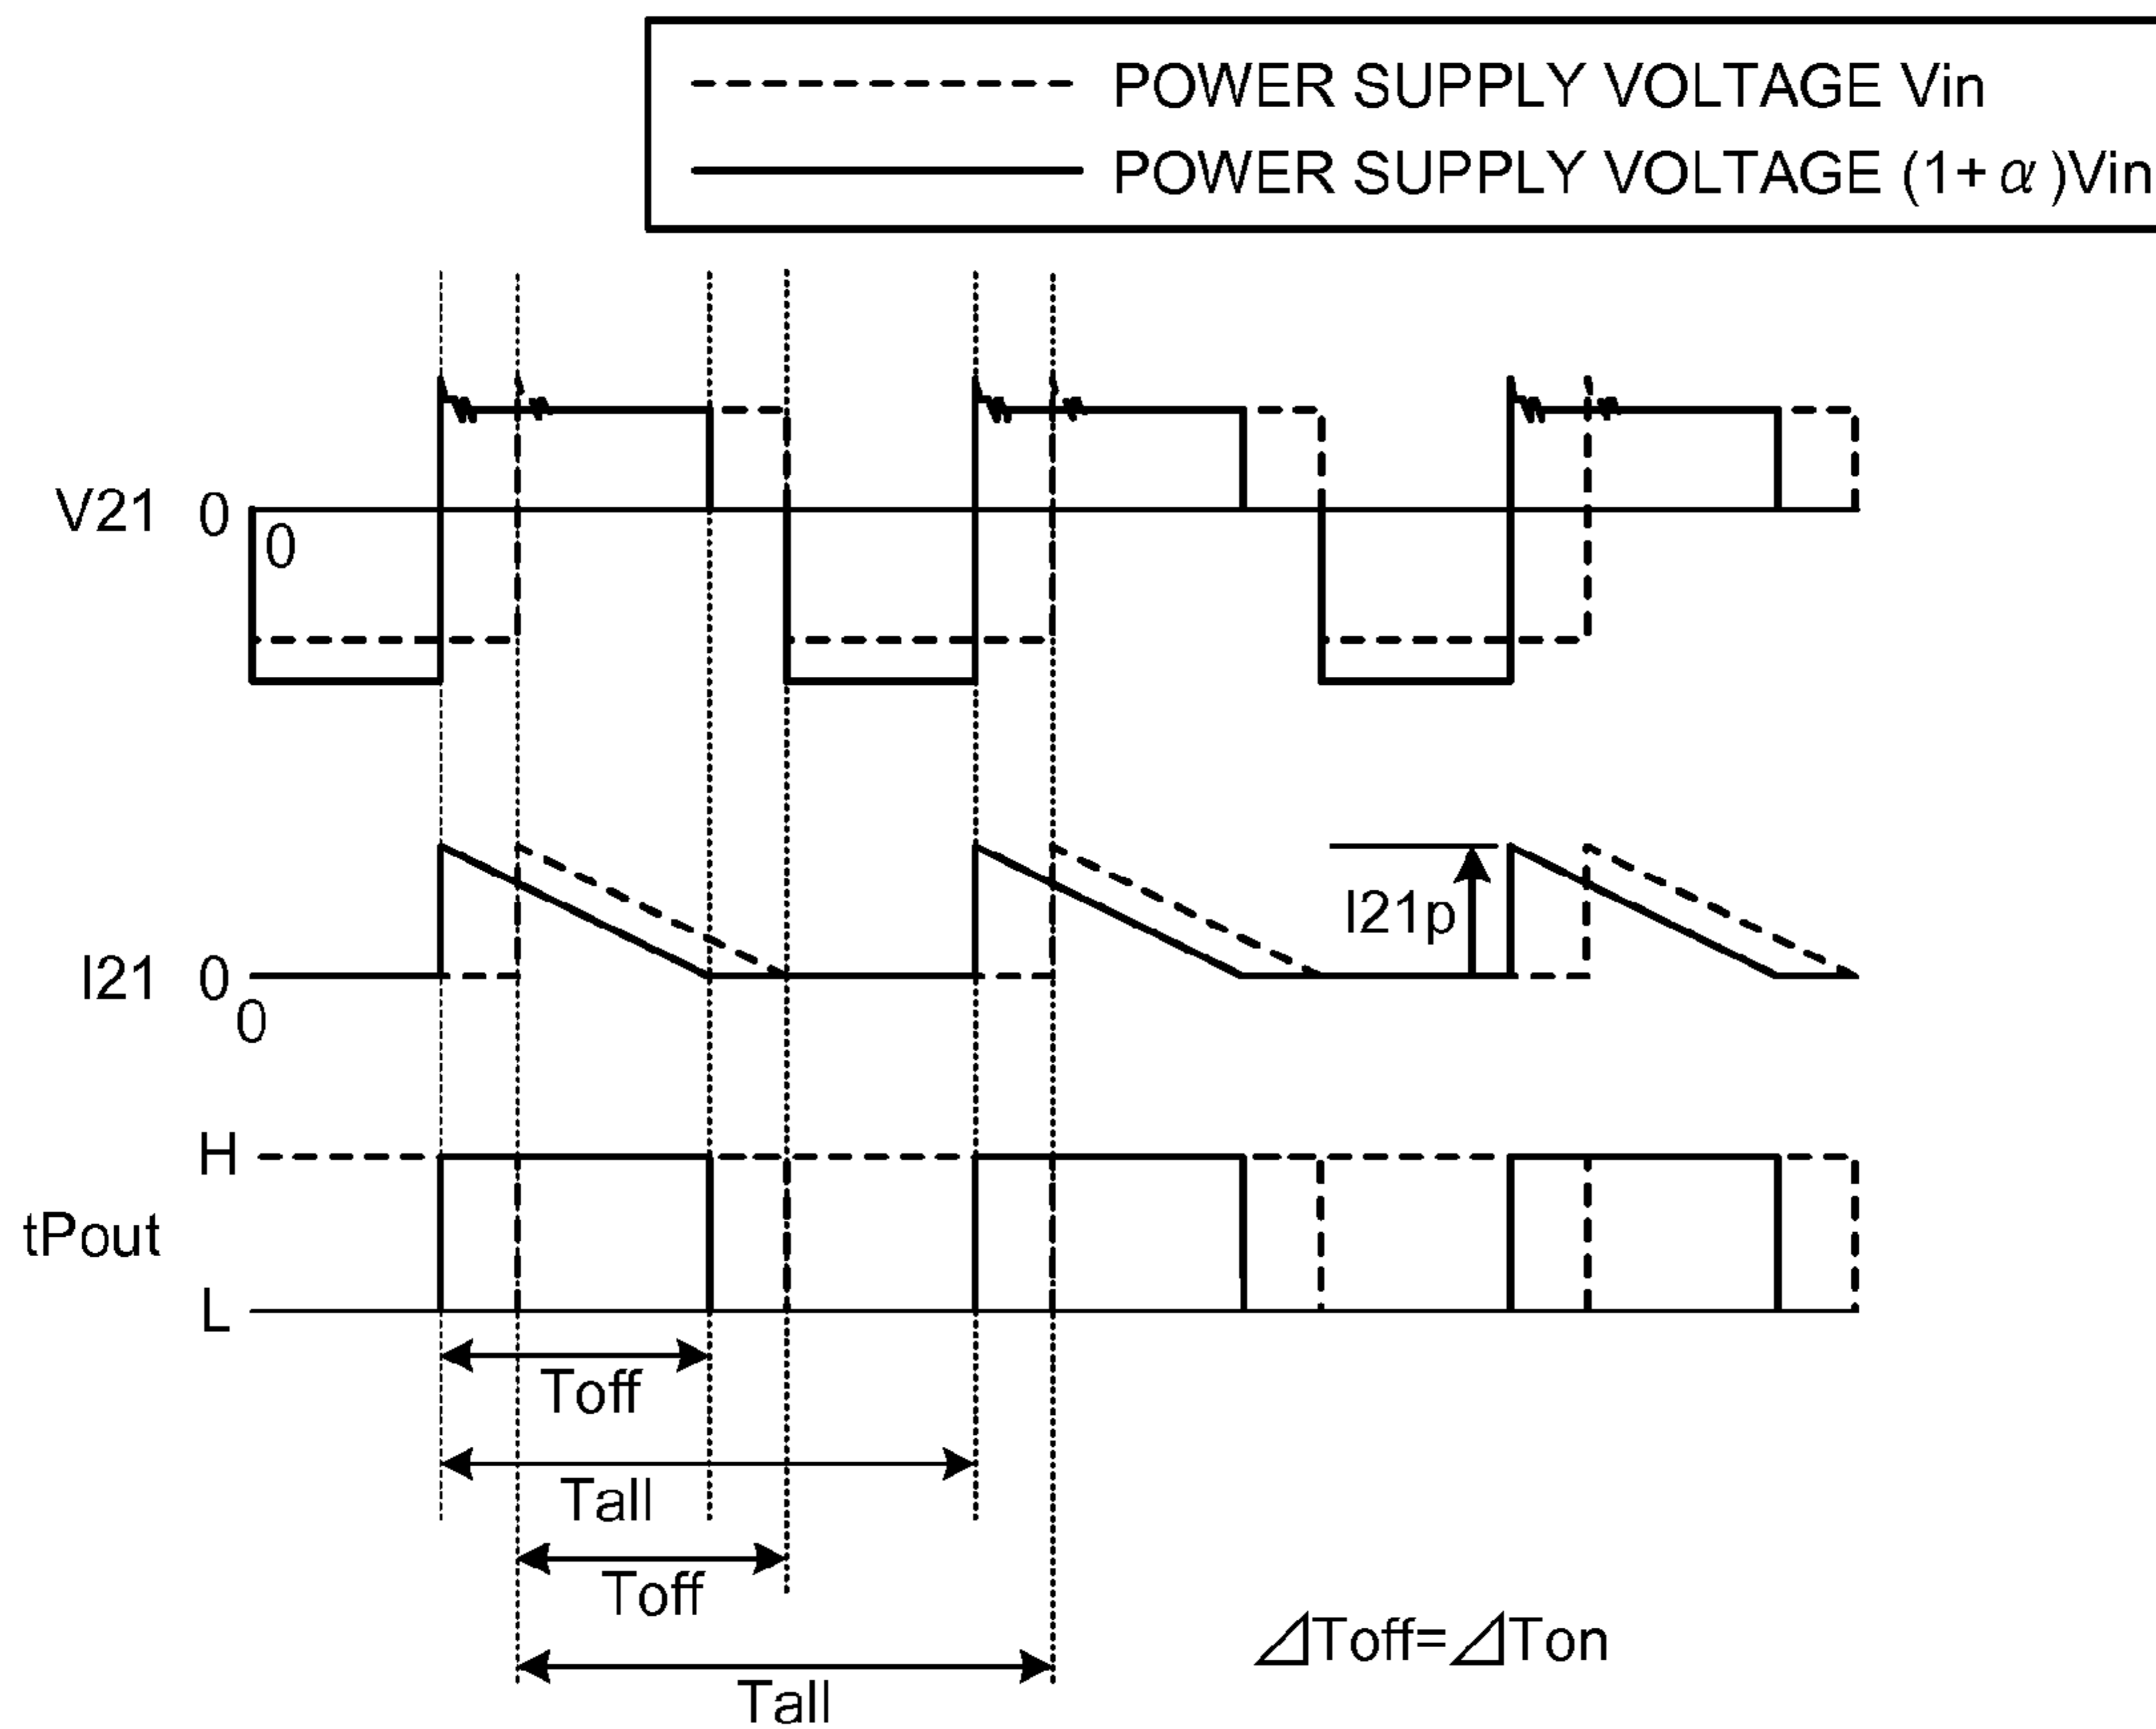 POWER SUPPLY VOLTAGE Vin
POWER SUPPLY VOLTAGE (1+α)Vin
V21 0
0
I21p
I21 0
0
H
tPout
L
Toff
Tall
Toff
⊿Toff=⊿Ton
Tall